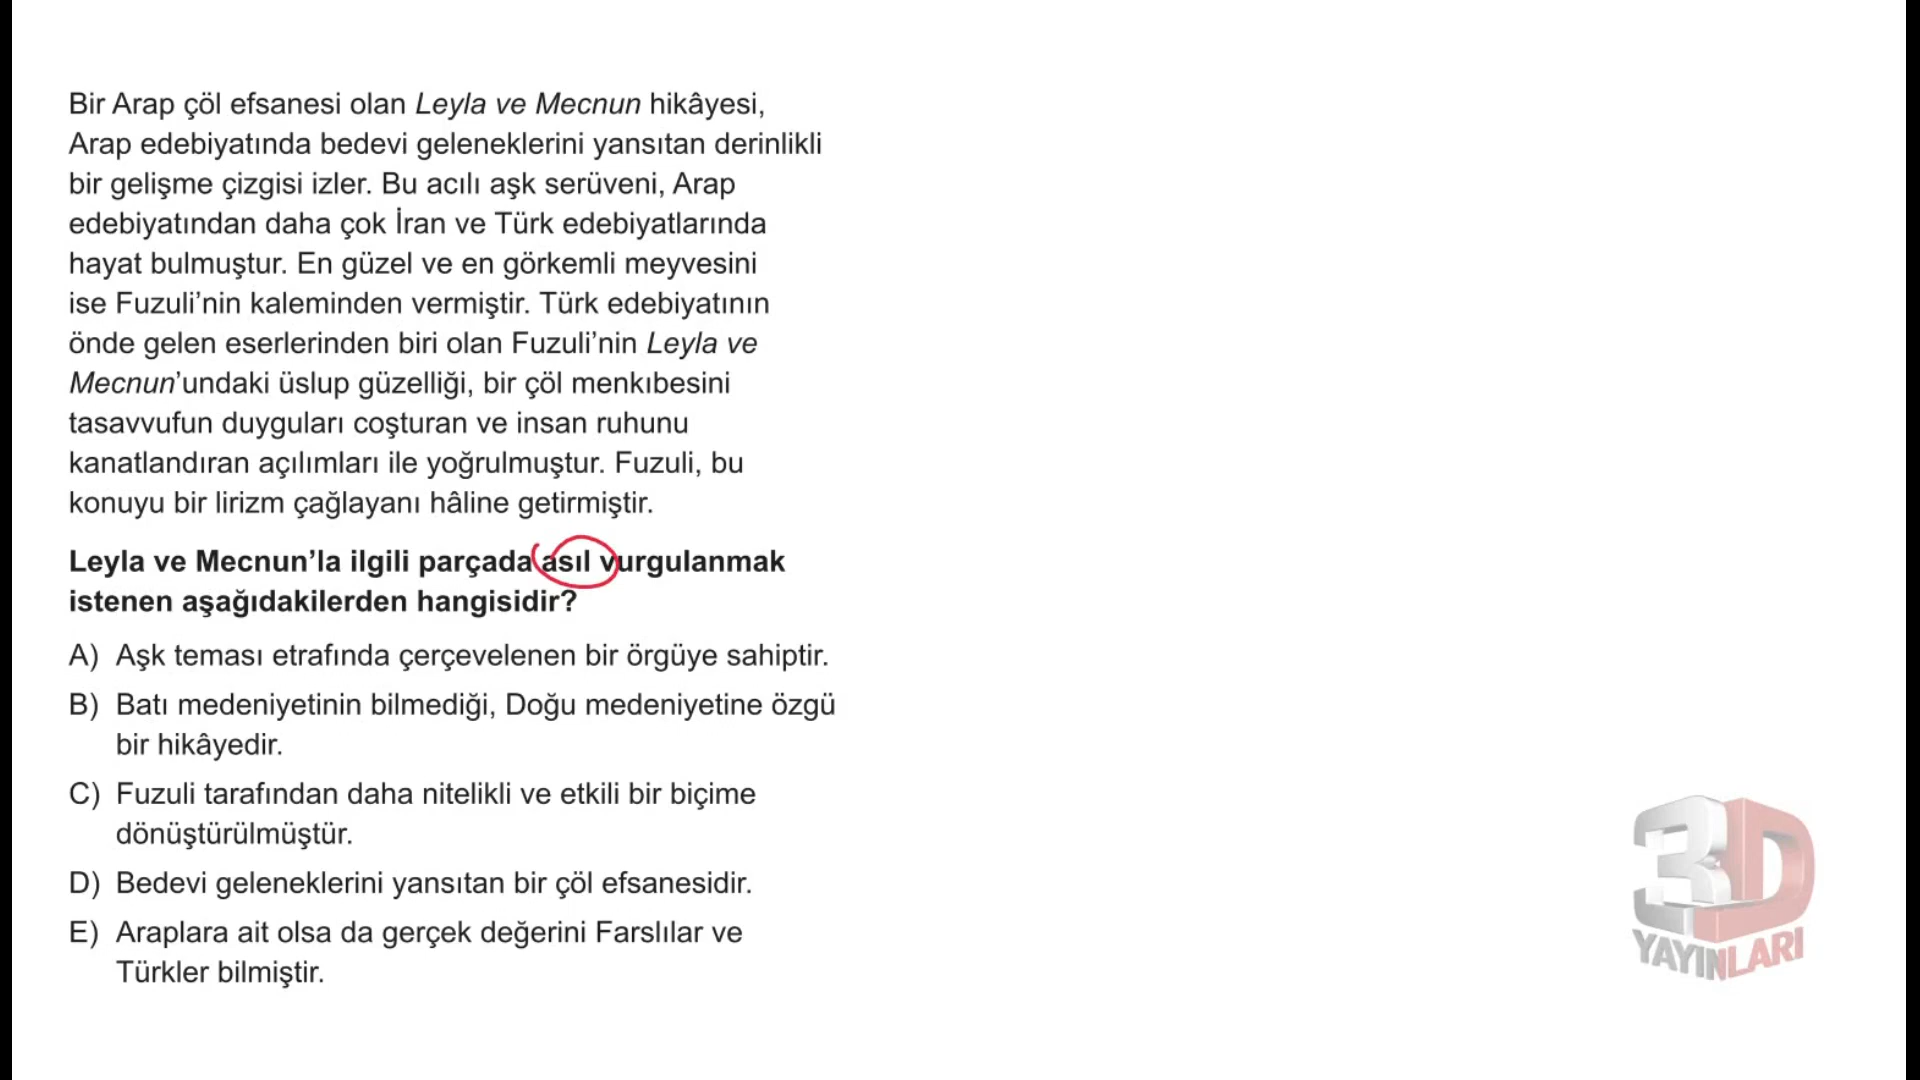 Bir Arap çöl efsanesi olan Leyla ve Mecnun hikâyesi,
Arap edebiyatında bedevi geleneklerini yansıtan derinlikli
bir gelişme çizgisi izler. Bu acılı aşk serüveni, Arap
edebiyatından daha çok İran ve Türk edebiyatlarında
hayat bulmuştur. En güzel ve en görkemli meyvesini
ise Fuzuli’nin kaleminden vermiştir. Türk edebiyatının
önde gelen eserlerinden biri olan Fuzuli’nin Leyla ve
Mecnun’undaki üslup güzelliği, bir çöl menkıbesini
tasavvufun duyguları coşturan ve insan ruhunu
kanatlandıran açılımları ile yoğrulmuştur. Fuzuli, bu
konuyu bir lirizm çağlayanı hâline getirmiştir.
Leyla ve Mecnun’la ilgili parçada asıl vurgulanmak
istenen aşağıdakilerden hangisidir?
A) Aşk teması etrafında çerçevelenen bir örgüye sahiptir.
B) Batı medeniyetinin bilmediği, Doğu medeniyetine özgü
bir hikâyedir.
C) Fuzuli tarafından daha nitelikli ve etkili bir biçime
dönüştürülmüştür.
D) Bedevi geleneklerini yansıtan bir çöl efsanesidir.
E) Araplara ait olsa da gerçek değerini Farslılar ve
Türkler bilmiştir.
3D
YAYINLARI